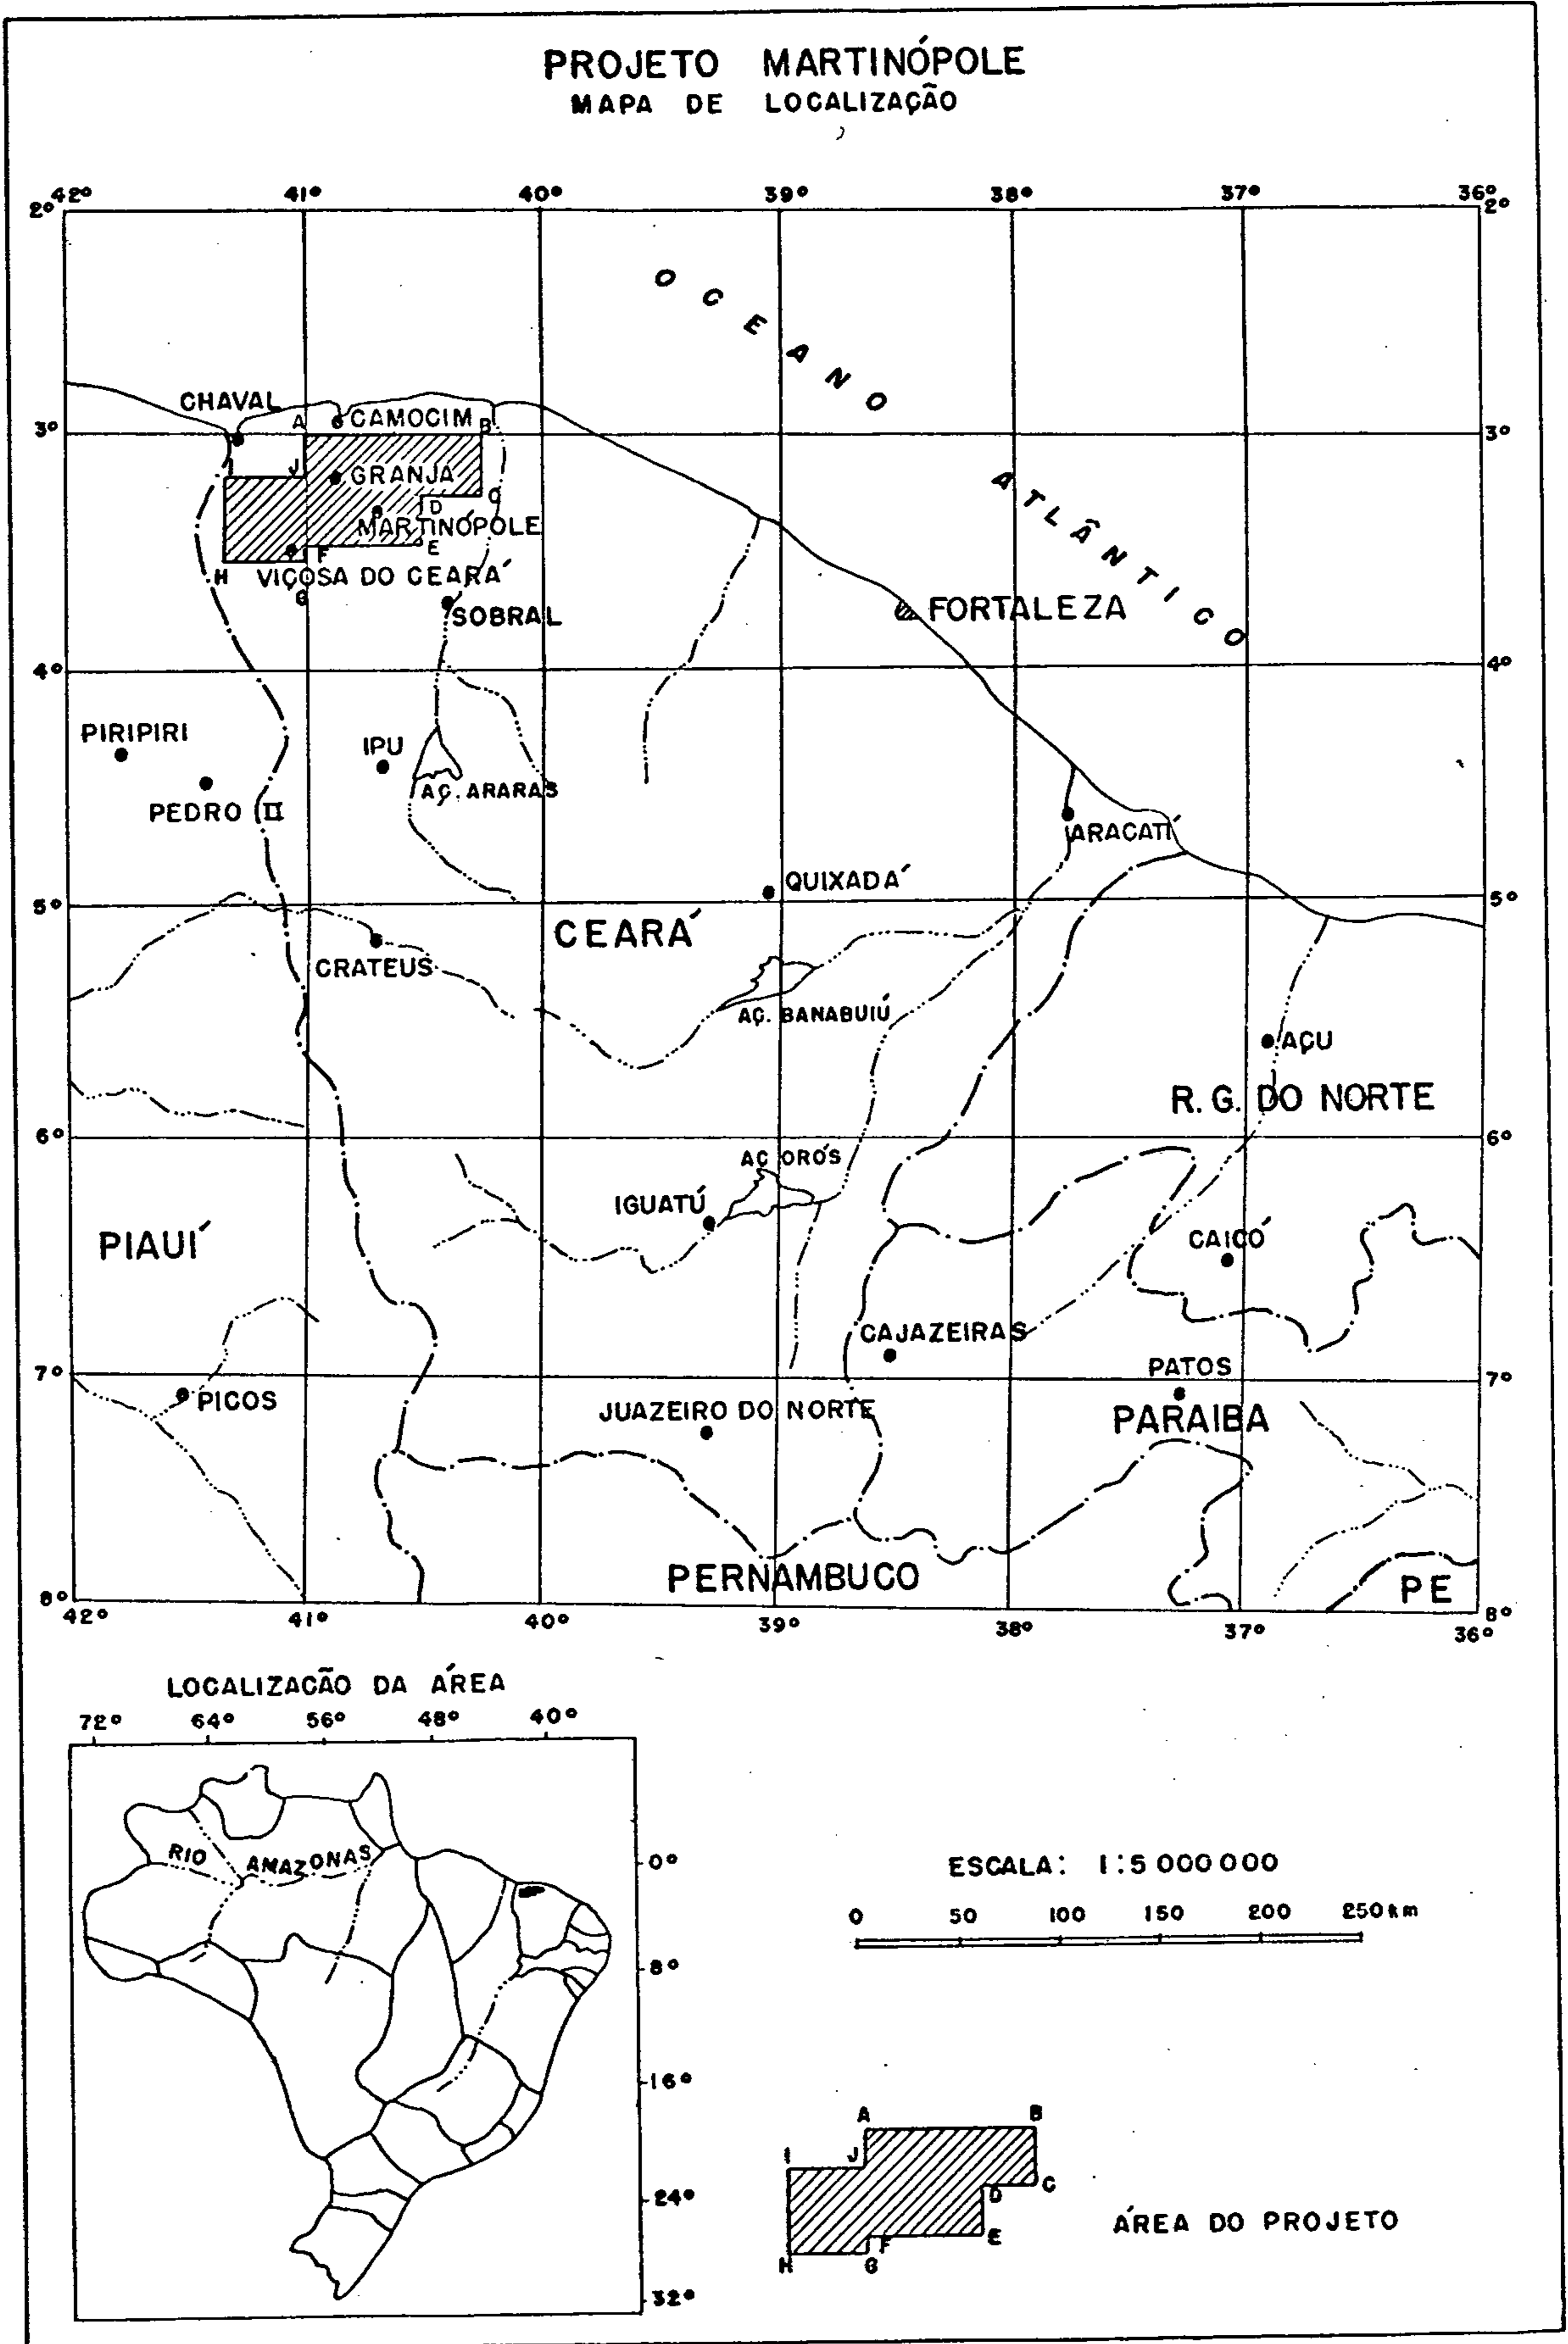 PROJETO MARTINÓPOLE
MAPA DE LOCALIZAÇÃO
42° 41° 40° 39° 38° 37° 36°
2° 2°
OCEANO
CHAVAL
A CAMOCIM B
3° 3°
J GRANJA
C
D
MARTINÓPOLE
I
E
F
H VIÇOSA DO CEARÁ
G
SOBRAL
ATLÂNTICO
FORTALEZA
4° 4°
PIRIPIRI
IPU
AÇ. ARARAS
PEDRO II
ARACATÍ
QUIXADÁ
5° 5°
CEARÁ
CRATEUS
AÇ. BANABUIÚ
AÇU
R. G. DO NORTE
6° 6°
AÇ ORÓS
IGUATÚ
PIAUÍ
CAICÓ
CAJAZEIRAS
7° 7°
PATOS
PICOS
JUAZEIRO DO NORTE
PARAIBA
PERNAMBUCO
PE
8° 8°
42° 41° 40° 39° 38° 37° 36°
LOCALIZACÃO DA ÁREA
72° 64° 56° 48° 40°
RIO AMAZONAS
0°
8°
16°
24°
32°
ESCALA: 1:5 000 000
0 50 100 150 200 250km
A B
I J
D C
F E
H G
ÁREA DO PROJETO